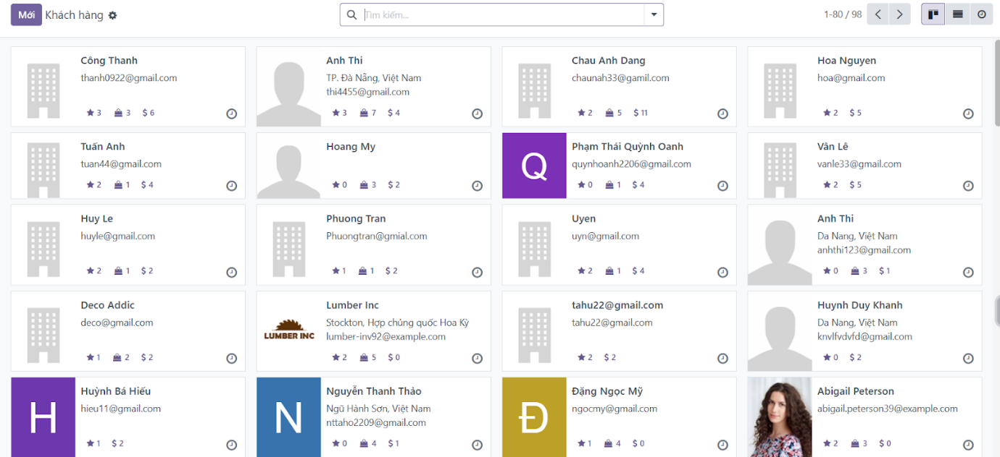 Mới Khách hàng
Tìm kiếm...
1-80 / 98
Công Thanh
thanh0922@gmail.com
3 3 $ 6
Anh Thi
TP. Đà Nẵng, Việt Nam
thi4455@gmail.com
3 7 $ 4
Chau Anh Dang
chaunah33@gamil.com
2 5 $ 11
Hoa Nguyen
hoa@gmail.com
2 $ 5
Tuấn Anh
tuan44@gmail.com
2 1 $ 4
Hoang My
0 3 $ 2
Q
Phạm Thái Quỳnh Oanh
quynhoanh2206@gmail.com
0 1 $ 4
Vân Lê
vanle33@gmail.com
2 $ 5
Huy Le
huyle@gmail.com
2 1 $ 2
Phuong Tran
Phuongtran@gmial.com
1 1 $ 2
Uyen
uyn@gmail.com
2 1 $ 4
Anh Thi
Da Nang, Việt Nam
anhthi123@gmail.com
0 3 $ 1
Deco Addic
deco@gmail.com
1 2 $ 2
LUMBER INC
Lumber Inc
Stockton, Hợp chủng quốc Hoa Kỳ
lumber-inv92@example.com
2 5 $ 0
tahu22@gmail.com
tahu22@gmail.com
2 $ 2
Huynh Duy Khanh
Da Nang, Việt Nam
knvlfvdvfd@gmail.com
0 $ 2
H
Huỳnh Bá Hiếu
hieu11@gmail.com
1 $ 2
N
Nguyễn Thanh Thảo
Ngũ Hành Sơn, Việt Nam
nttaho2209@gmail.com
0 4 $ 1
Đ
Đặng Ngọc Mỹ
ngocmy@gmail.com
1 4 $ 0
Abigail Peterson
abigail.peterson39@example.com
2 3 $ 0